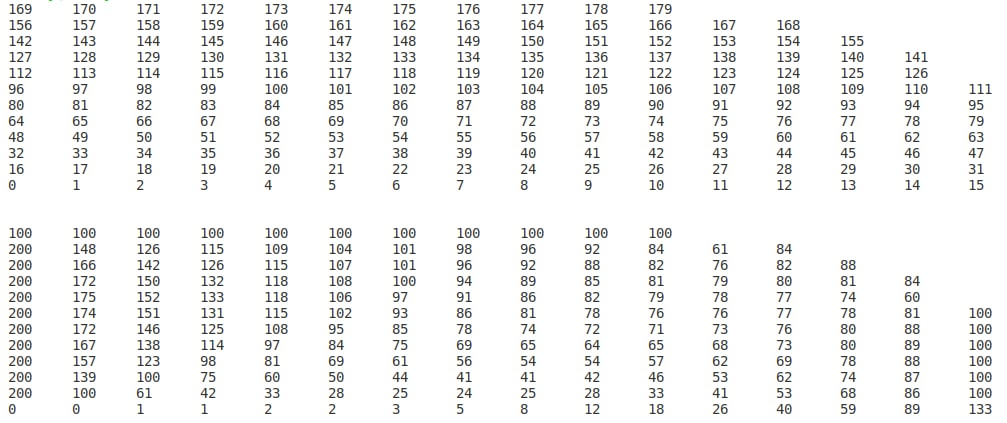 169 170 171 172 173 174 175 176 177 178 179
156 157 158 159 160 161 162 163 164 165 166 167 168
142 143 144 145 146 147 148 149 150 151 152 153 154 155
127 128 129 130 131 132 133 134 135 136 137 138 139 140 141
112 113 114 115 116 117 118 119 120 121 122 123 124 125 126
96 97 98 99 100 101 102 103 104 105 106 107 108 109 110 111
80 81 82 83 84 85 86 87 88 89 90 91 92 93 94 95
64 65 66 67 68 69 70 71 72 73 74 75 76 77 78 79
48 49 50 51 52 53 54 55 56 57 58 59 60 61 62 63
32 33 34 35 36 37 38 39 40 41 42 43 44 45 46 47
16 17 18 19 20 21 22 23 24 25 26 27 28 29 30 31
0 1 2 3 4 5 6 7 8 9 10 11 12 13 14 15
100 100 100 100 100 100 100 100 100 100 100
200 148 126 115 109 104 101 98 96 92 84 61 84
200 166 142 126 115 107 101 96 92 88 82 76 82 88
200 172 150 132 118 108 100 94 89 85 81 79 80 81 84
200 175 152 133 118 106 97 91 86 82 79 78 77 74 60
200 174 151 131 115 102 93 86 81 78 76 76 77 78 81 100
200 172 146 125 108 95 85 78 74 72 71 73 76 80 88 100
200 167 138 114 97 84 75 69 65 64 65 68 73 80 89 100
200 157 123 98 81 69 61 56 54 54 57 62 69 78 88 100
200 139 100 75 60 50 44 41 41 42 46 53 62 74 87 100
200 100 61 42 33 28 25 24 25 28 33 41 53 68 86 100
0 0 1 1 2 2 3 5 8 12 18 26 40 59 89 133